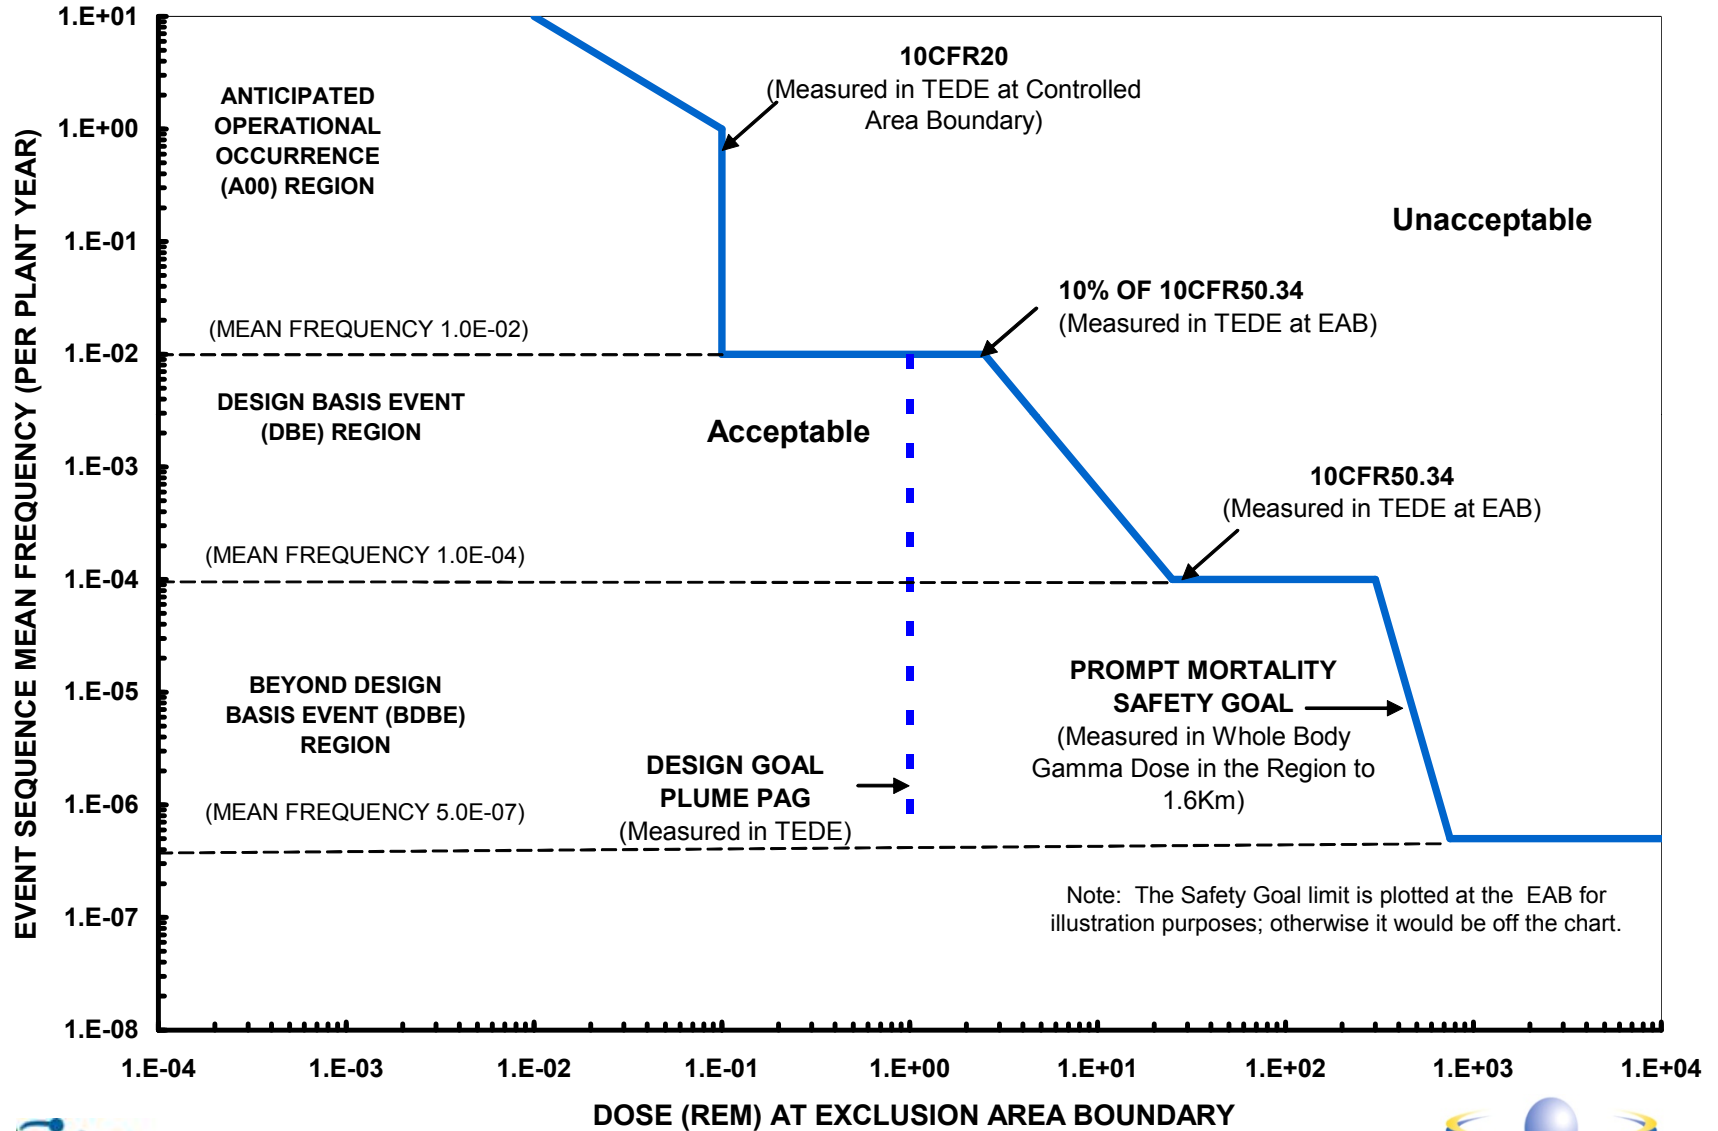 1.E+01
1.E+00
1.E-01
1.E-02
1.E-03
1.E-04
1.E-05
1.E-06
1.E-07
1.E-08
EVENT SEQUENCE MEAN FREQUENCY (PER PLANT YEAR)
ANTICIPATED
OPERATIONAL
OCCURRENCE
(A00) REGION
10CFR20
(Measured in TEDE at Controlled
Area Boundary)
Unacceptable
10% OF 10CFR50.34
(Measured in TEDE at EAB)
(MEAN FREQUENCY 1.0E-02)
DESIGN BASIS EVENT
(DBE) REGION
Acceptable
10CFR50.34
(Measured in TEDE at EAB)
(MEAN FREQUENCY 1.0E-04)
BEYOND DESIGN
BASIS EVENT (BDBE)
REGION
PROMPT MORTALITY
SAFETY GOAL
(Measured in Whole Body
Gamma Dose in the Region to
1.6Km)
DESIGN GOAL
PLUME PAG
(Measured in TEDE)
(MEAN FREQUENCY 5.0E-07)
Note: The Safety Goal limit is plotted at the EAB for
illustration purposes; otherwise it would be off the chart.
1.E-04 1.E-03 1.E-02 1.E-01 1.E+00 1.E+01 1.E+02 1.E+03 1.E+04
DOSE (REM) AT EXCLUSION AREA BOUNDARY